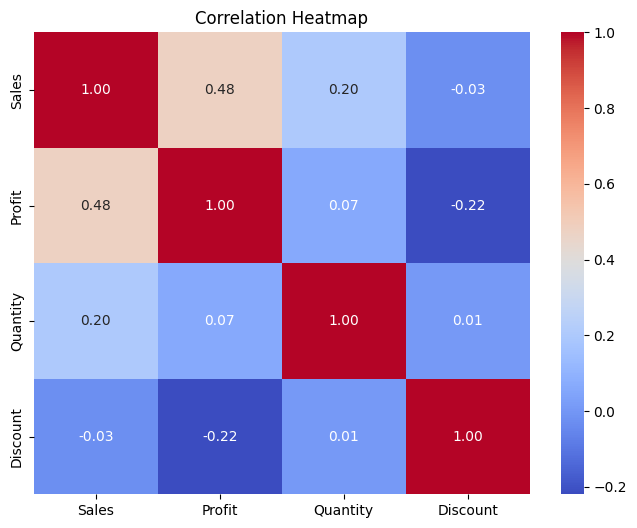 Correlation Heatmap
Sales 1.00 0.48 0.20 -0.03
Profit 0.48 1.00 0.07 -0.22
Quantity 0.20 0.07 1.00 0.01
Discount -0.03 -0.22 0.01 1.00
Sales Profit Quantity Discount
1.0
0.8
0.6
0.4
0.2
0.0
−0.2